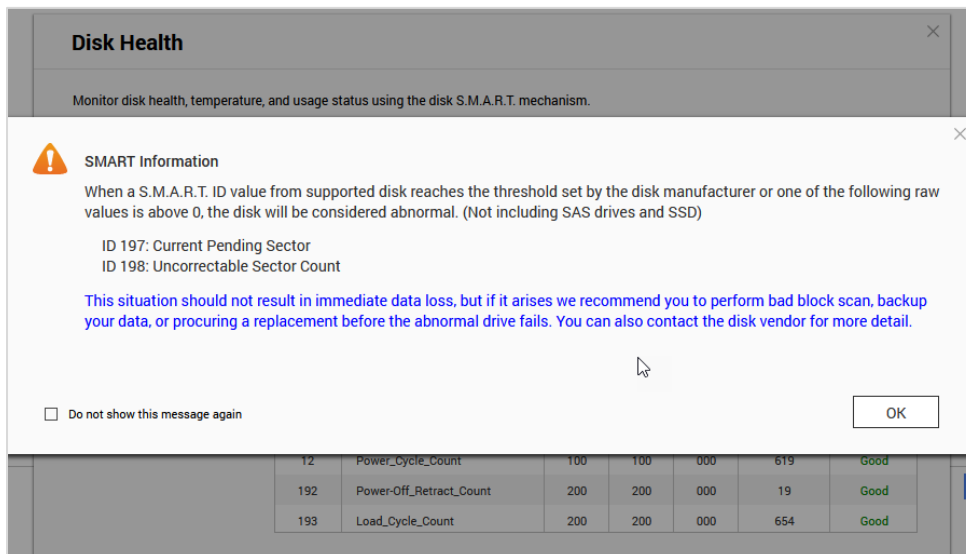 Disk Health
Monitor disk health, temperature, and usage status using the disk S.M.A.R.T. mechanism.
SMART Information
When a S.M.A.R.T. ID value from supported disk reaches the threshold set by the disk manufacturer or one of the following raw
values is above 0, the disk will be considered abnormal. (Not including SAS drives and SSD)
ID 197: Current Pending Sector
ID 198: Uncorrectable Sector Count
This situation should not result in immediate data loss, but if it arises we recommend you to perform bad block scan, backup
your data, or procuring a replacement before the abnormal drive fails. You can also contact the disk vendor for more detail.
Do not show this message again
OK
12 Power_Cycle_Count 100 100 000 619 Good
192 Power-Off_Retract_Count 200 200 000 19 Good
193 Load_Cycle_Count 200 200 000 654 Good